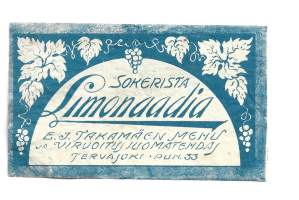 SOKERISTA
Limonaadia
E. J. TAKAMÄEN MEHU
JA VIRVOITUSJUOMATEHDAS
TERVAJOKI - PUH. 33